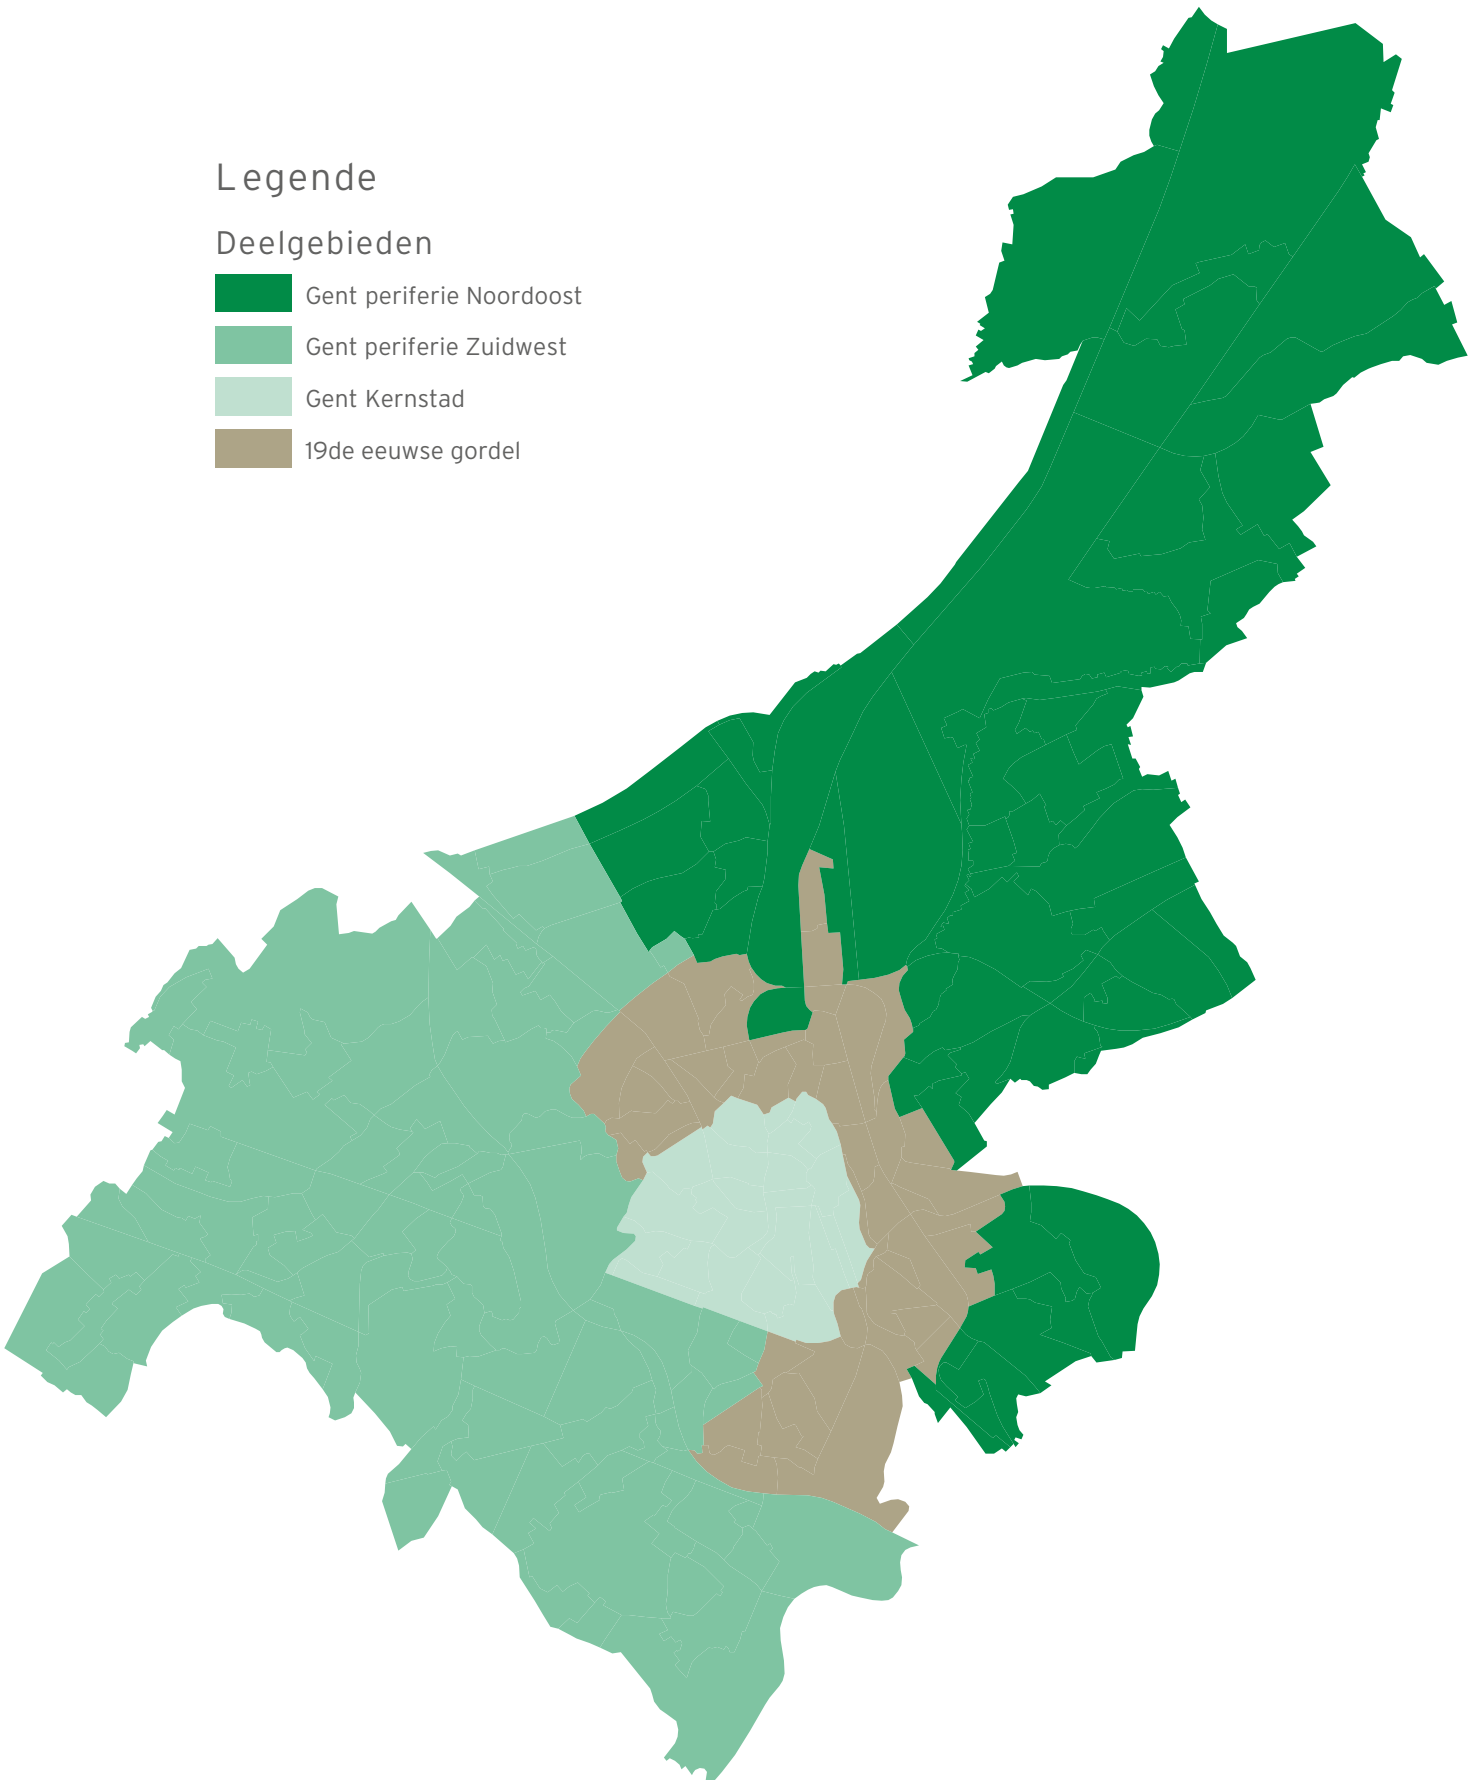 Legende
Deelgebieden
Gent periferie Noordoost
Gent periferie Zuidwest
Gent Kernstad
19de eeuwse gordel